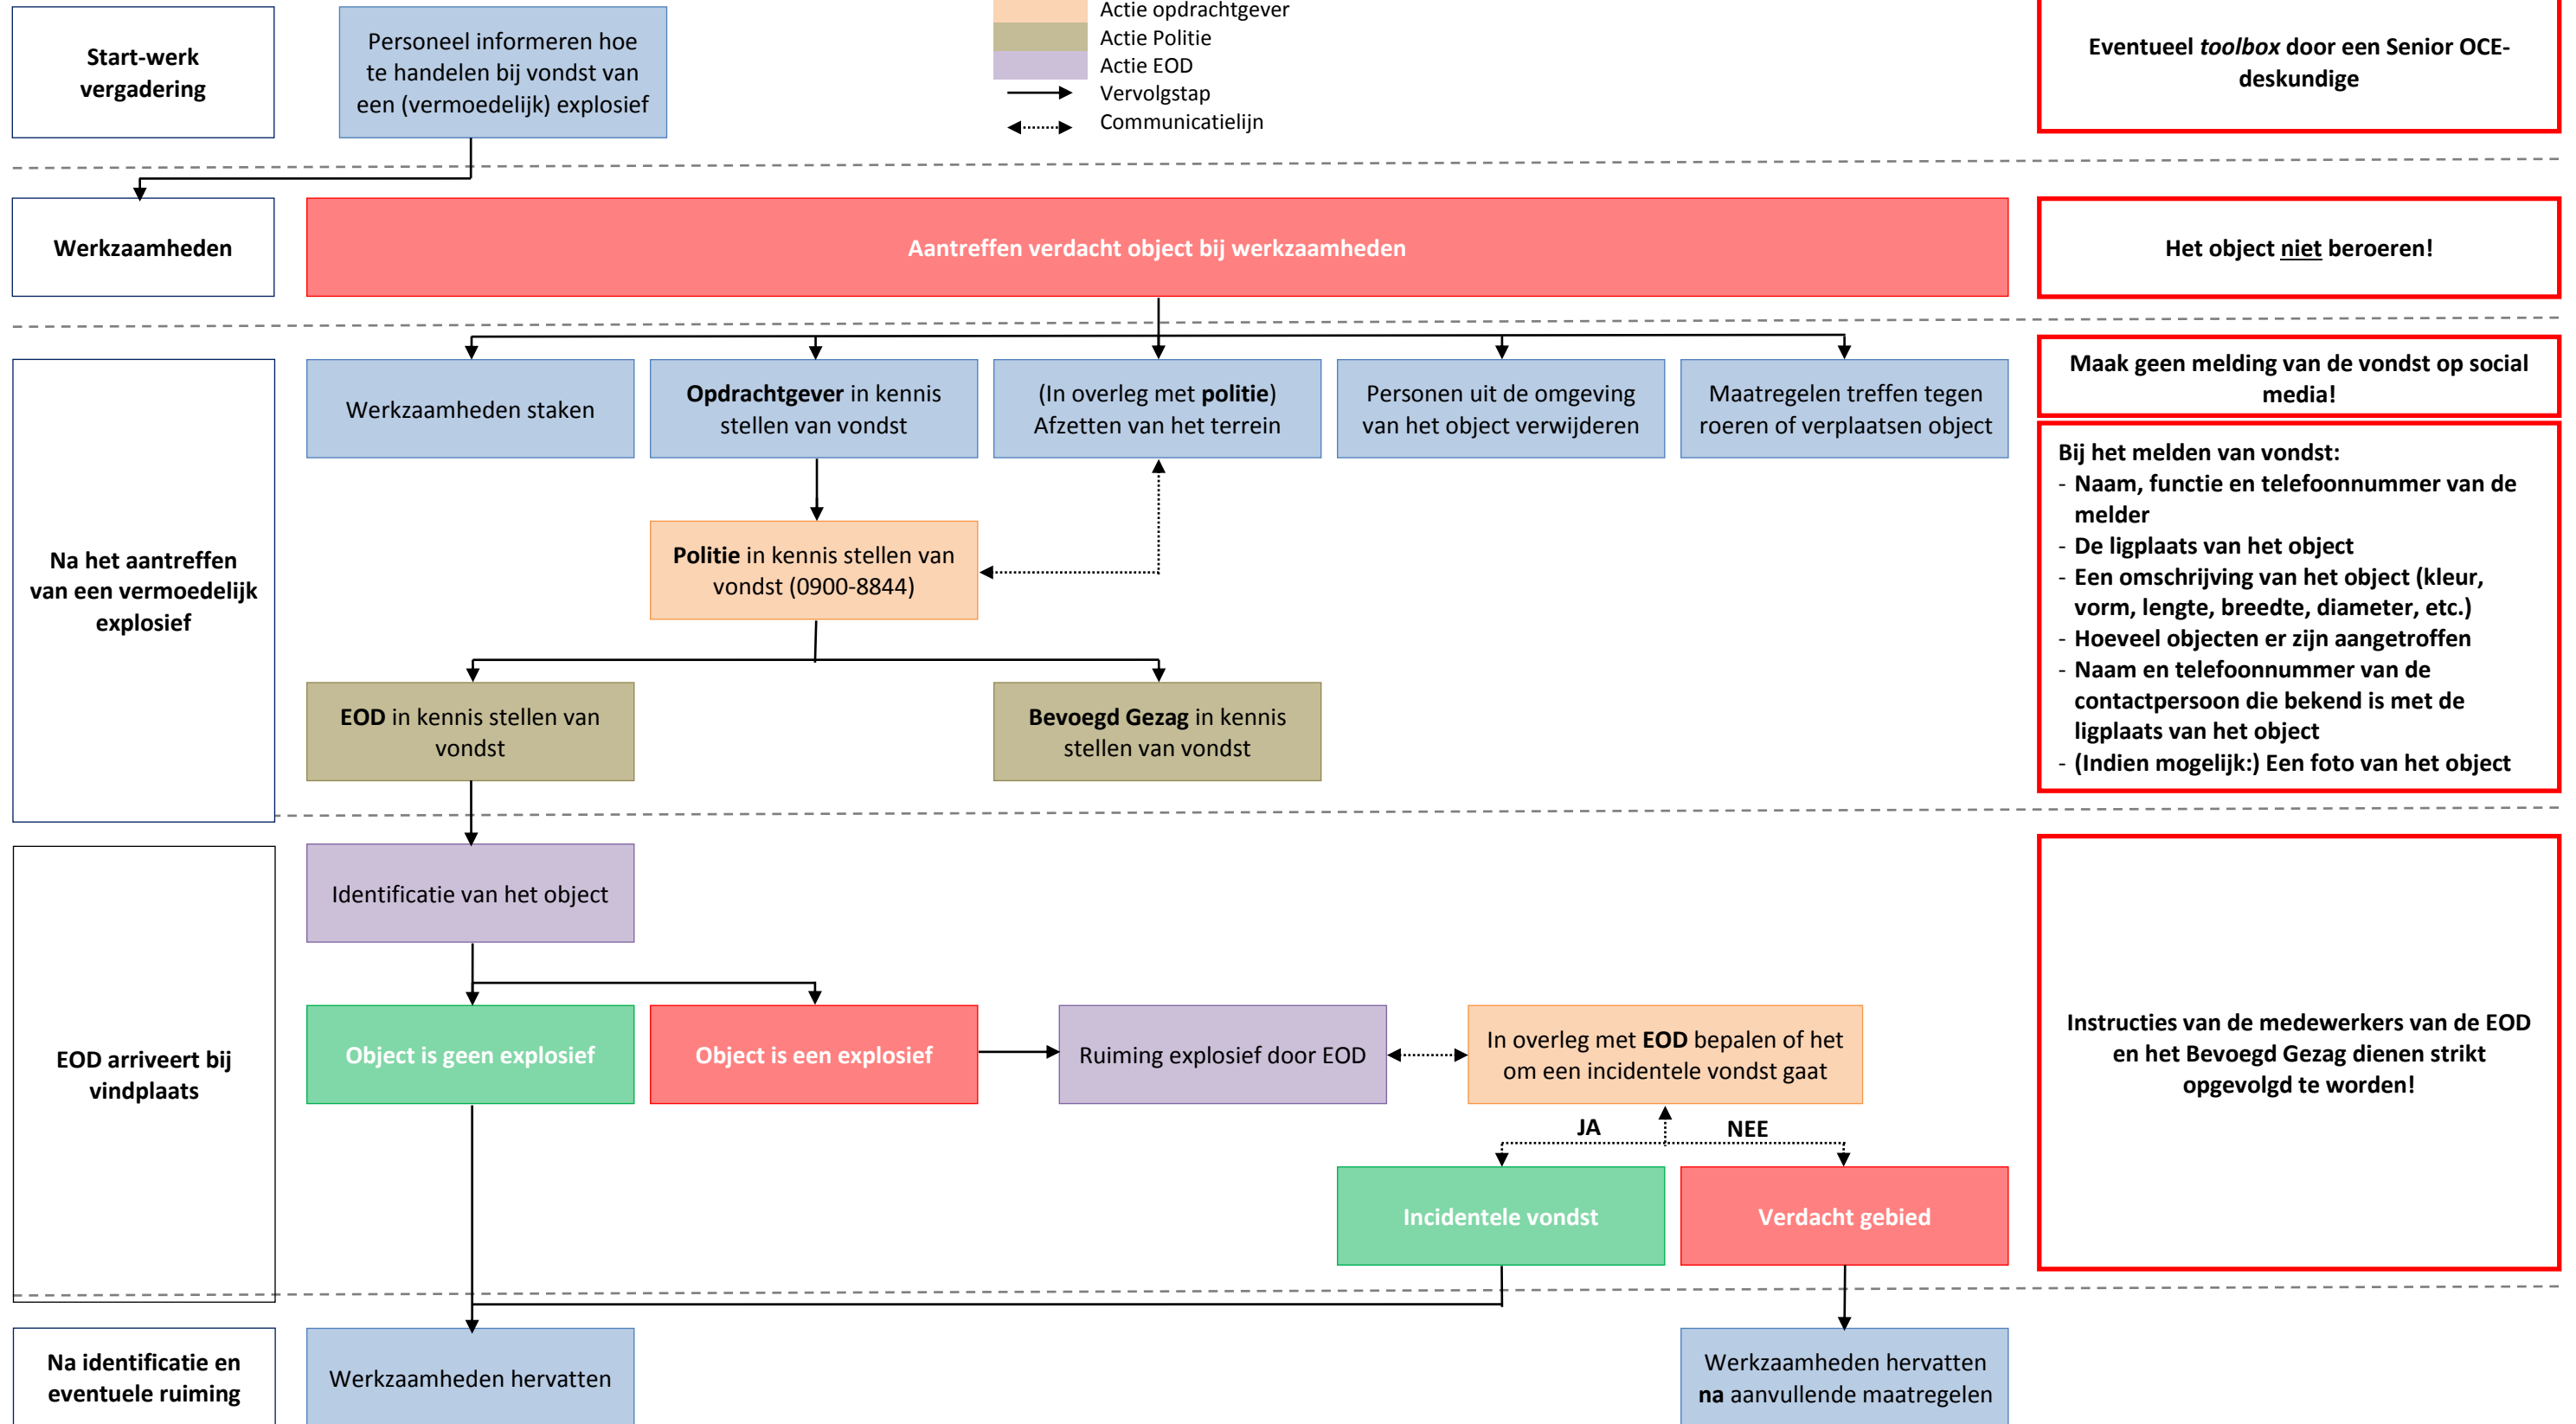 Actie opdrachtgever
Actie Politie
Actie EOD
Vervolgstap
Communicatielijn
Start-werk
vergadering
Personeel informeren hoe
te handelen bij vondst van
een (vermoedelijk) explosief
Eventueel toolbox door een Senior OCE-
deskundige
Werkzaamheden
Aantreffen verdacht object bij werkzaamheden
Het object niet beroeren!
Na het aantreffen
van een vermoedelijk
explosief
Werkzaamheden staken
Opdrachtgever in kennis
stellen van vondst
(In overleg met politie)
Afzetten van het terrein
Personen uit de omgeving
van het object verwijderen
Maatregelen treffen tegen
roeren of verplaatsen object
Maak geen melding van de vondst op social
media!
Politie in kennis stellen van
vondst (0900-8844)
EOD in kennis stellen van
vondst
Bevoegd Gezag in kennis
stellen van vondst
Bij het melden van vondst:
- Naam, functie en telefoonnummer van de
melder
- De ligplaats van het object
- Een omschrijving van het object (kleur,
vorm, lengte, breedte, diameter, etc.)
- Hoeveel objecten er zijn aangetroffen
- Naam en telefoonnummer van de
contactpersoon die bekend is met de
ligplaats van het object
- (Indien mogelijk:) Een foto van het object
EOD arriveert bij
vindplaats
Identificatie van het object
Object is geen explosief
Object is een explosief
Ruiming explosief door EOD
In overleg met EOD bepalen of het
om een incidentele vondst gaat
JA
NEE
Incidentele vondst
Verdacht gebied
Instructies van de medewerkers van de EOD
en het Bevoegd Gezag dienen strikt
opgevolgd te worden!
Na identificatie en
eventuele ruiming
Werkzaamheden hervatten
Werkzaamheden hervatten
na aanvullende maatregelen